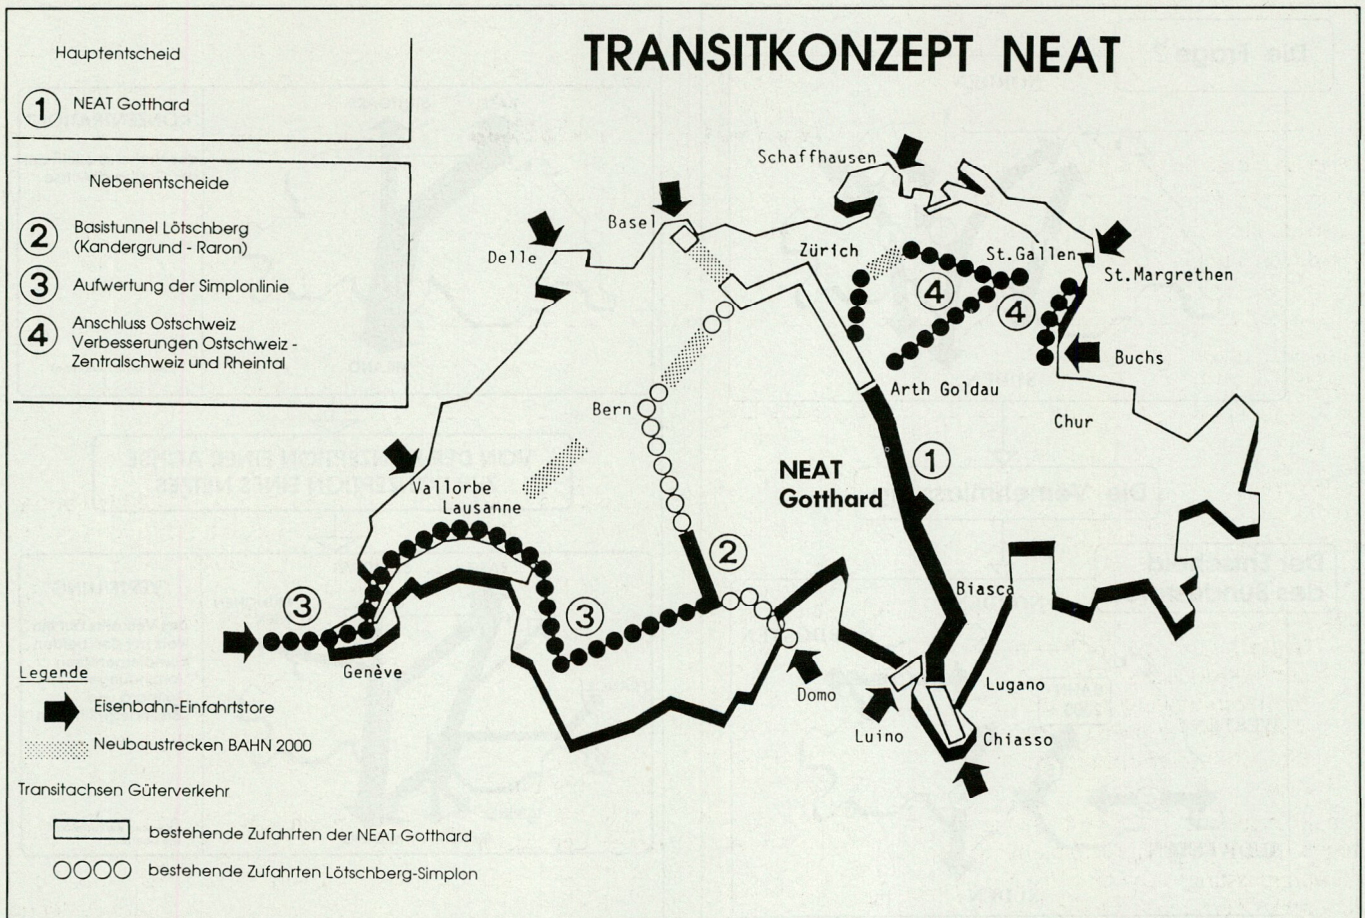 TRANSITKONZEPT NEAT
Hauptentscheid
1 NEAT Gotthard
Nebenentscheide
2 Basistunnel Lötschberg
(Kandergrund - Raron)
3 Aufwertung der Simplonlinie
4 Anschluss Ostschweiz
Verbesserungen Ostschweiz -
Zentralschweiz und Rheintal
Schaffhausen
Basel
Delle
Zürich
St.Gallen
St.Margrethen
4
4
Buchs
Arth Goldau
Chur
Bern
1
NEAT
Gotthard
Vallorbe
Lausanne
2
Biasca
3
3
Genève
Domo
Lugano
Luino
Chiasso
Legende
Eisenbahn-Einfahrtstore
Neubaustrecken BAHN 2000
Transitachsen Güterverkehr
bestehende Zufahrten der NEAT Gotthard
bestehende Zufahrten Lötschberg-Simplon